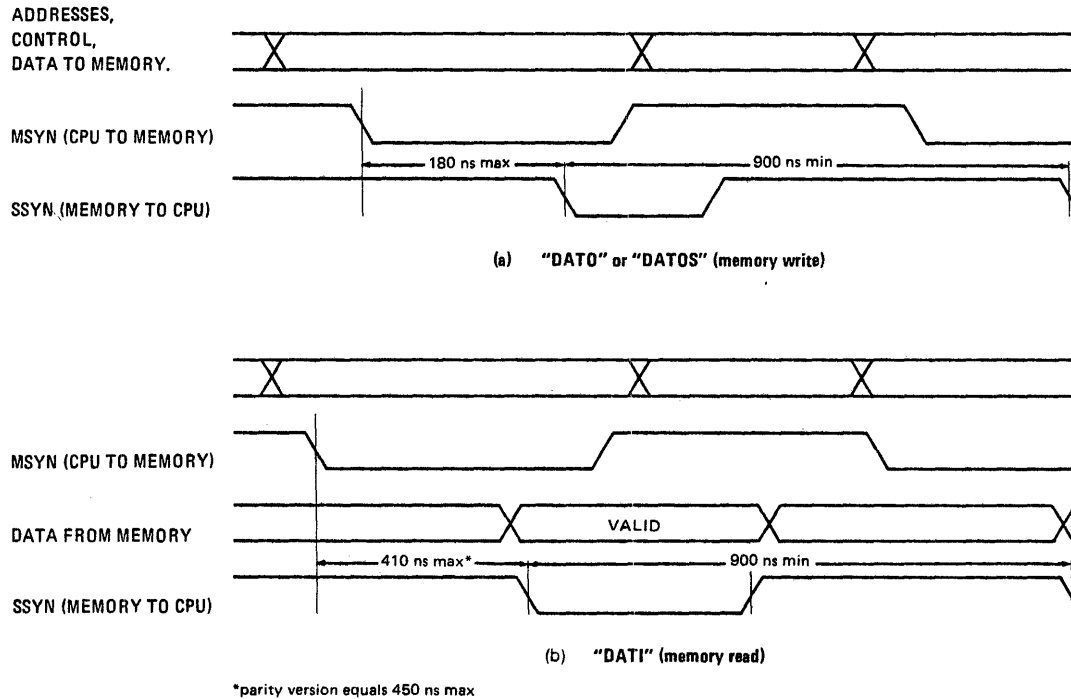 ADDRESSES,
CONTROL,
DATA TO MEMORY.
MSYN (CPU TO MEMORY)
180 ns max
900 ns min
SSYN (MEMORY TO CPU)
(a) "DATO" or "DATOS" (memory write)
MSYN (CPU TO MEMORY)
DATA FROM MEMORY
VALID
410 ns max*
900 ns min
SSYN (MEMORY TO CPU)
(b) "DATI" (memory read)
*parity version equals 450 ns max